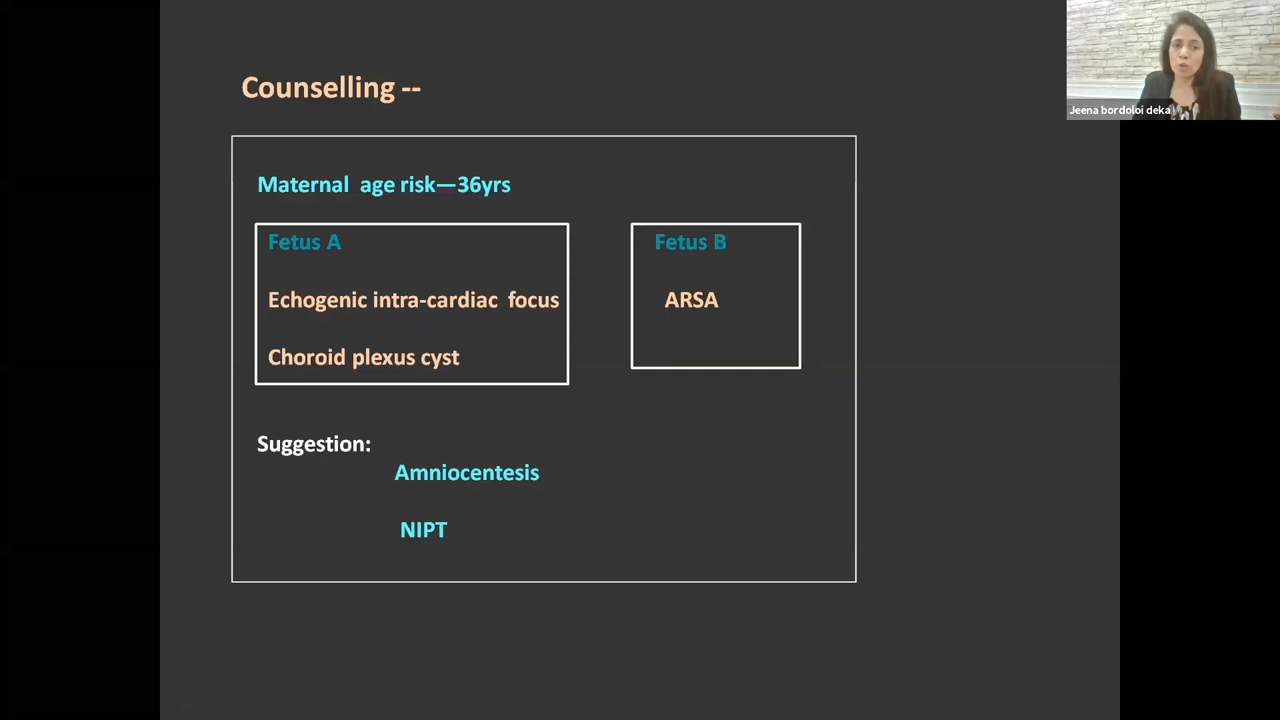 Counselling --
Jeena bordoloi deka
Maternal age risk—36yrs
Fetus A
Echogenic intra-cardiac focus
Choroid plexus cyst
Fetus B
ARSA
Suggestion:
Amniocentesis
NIPT